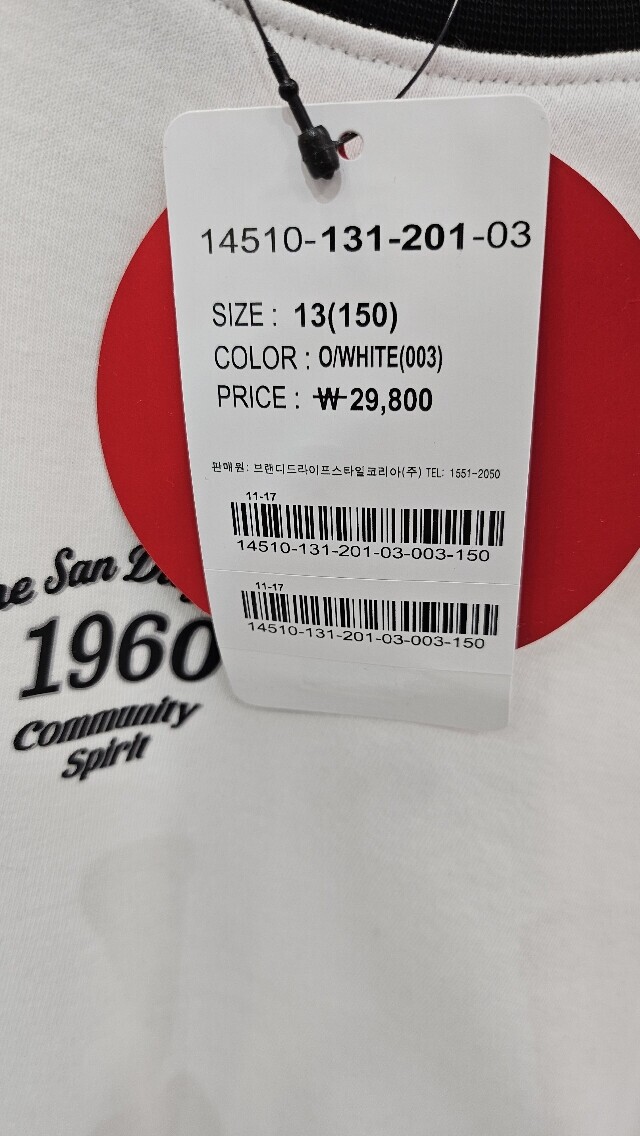 14510-131-201-03
SIZE : 13(150)
COLOR : O/WHITE(003)
PRICE : ₩29,800
판매원: 브랜디드라이프스타일코리아(주) TEL: 1551-2050
11-17
14510-131-201-03-003-150
11-17
14510-131-201-03-003-150
San
1960
Community
Spirit